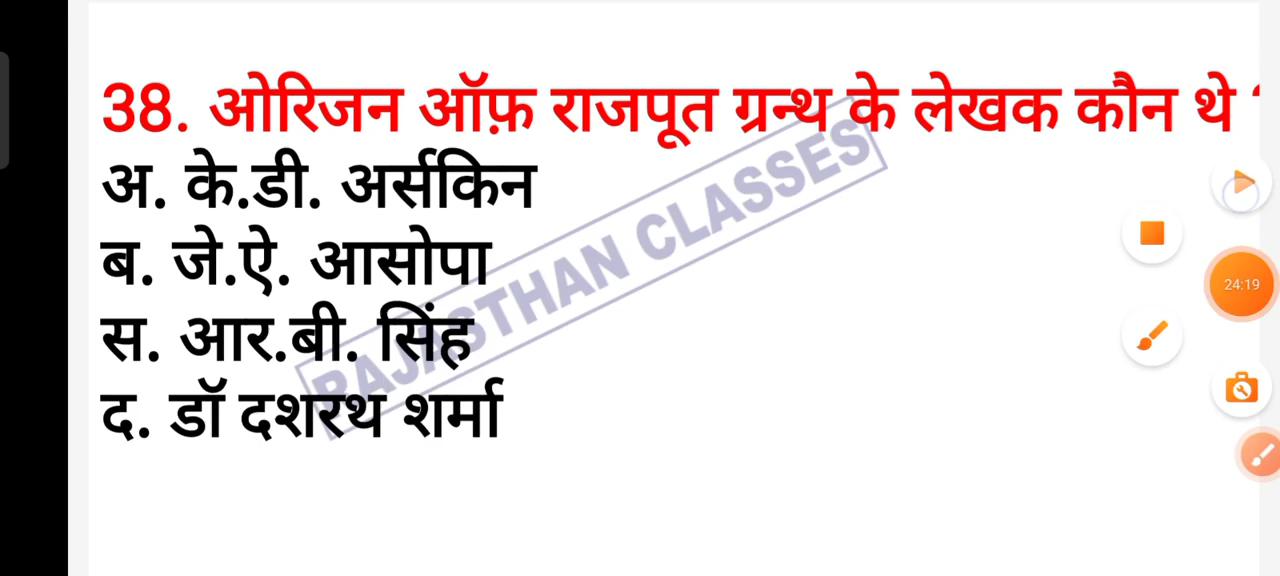 38. ओरिजन ऑफ़ राजपूत ग्रन्थ के लेखक कौन थे ?
अ. के.डी. अर्सकिन
ब. जे.ऐ. आसोपा
स. आर.बी. सिंह
द. डॉ दशरथ शर्मा
RAJASTHAN CLASSES
24:19